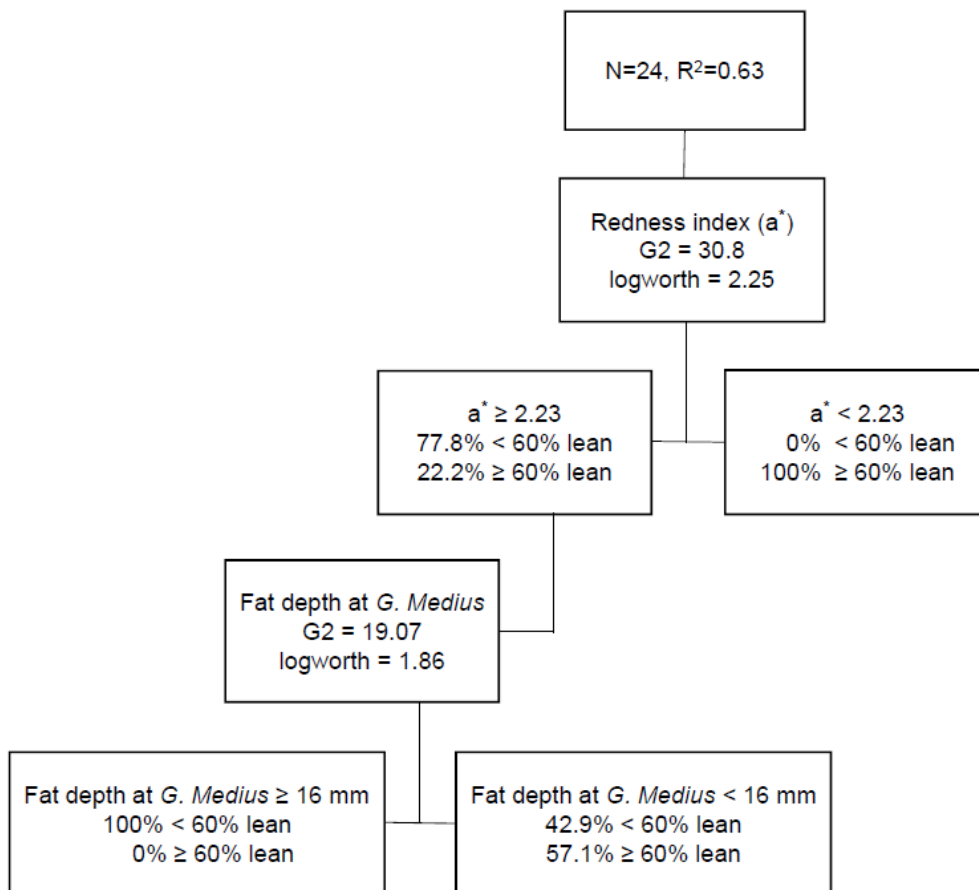 N=24, R²=0.63
Redness index (a*)
G2 = 30.8
logworth = 2.25
a* ≥ 2.23
77.8% < 60% lean
22.2% ≥ 60% lean
a* < 2.23
0% < 60% lean
100% ≥ 60% lean
Fat depth at G. Medius
G2 = 19.07
logworth = 1.86
Fat depth at G. Medius ≥ 16 mm
100% < 60% lean
0% ≥ 60% lean
Fat depth at G. Medius < 16 mm
42.9% < 60% lean
57.1% ≥ 60% lean